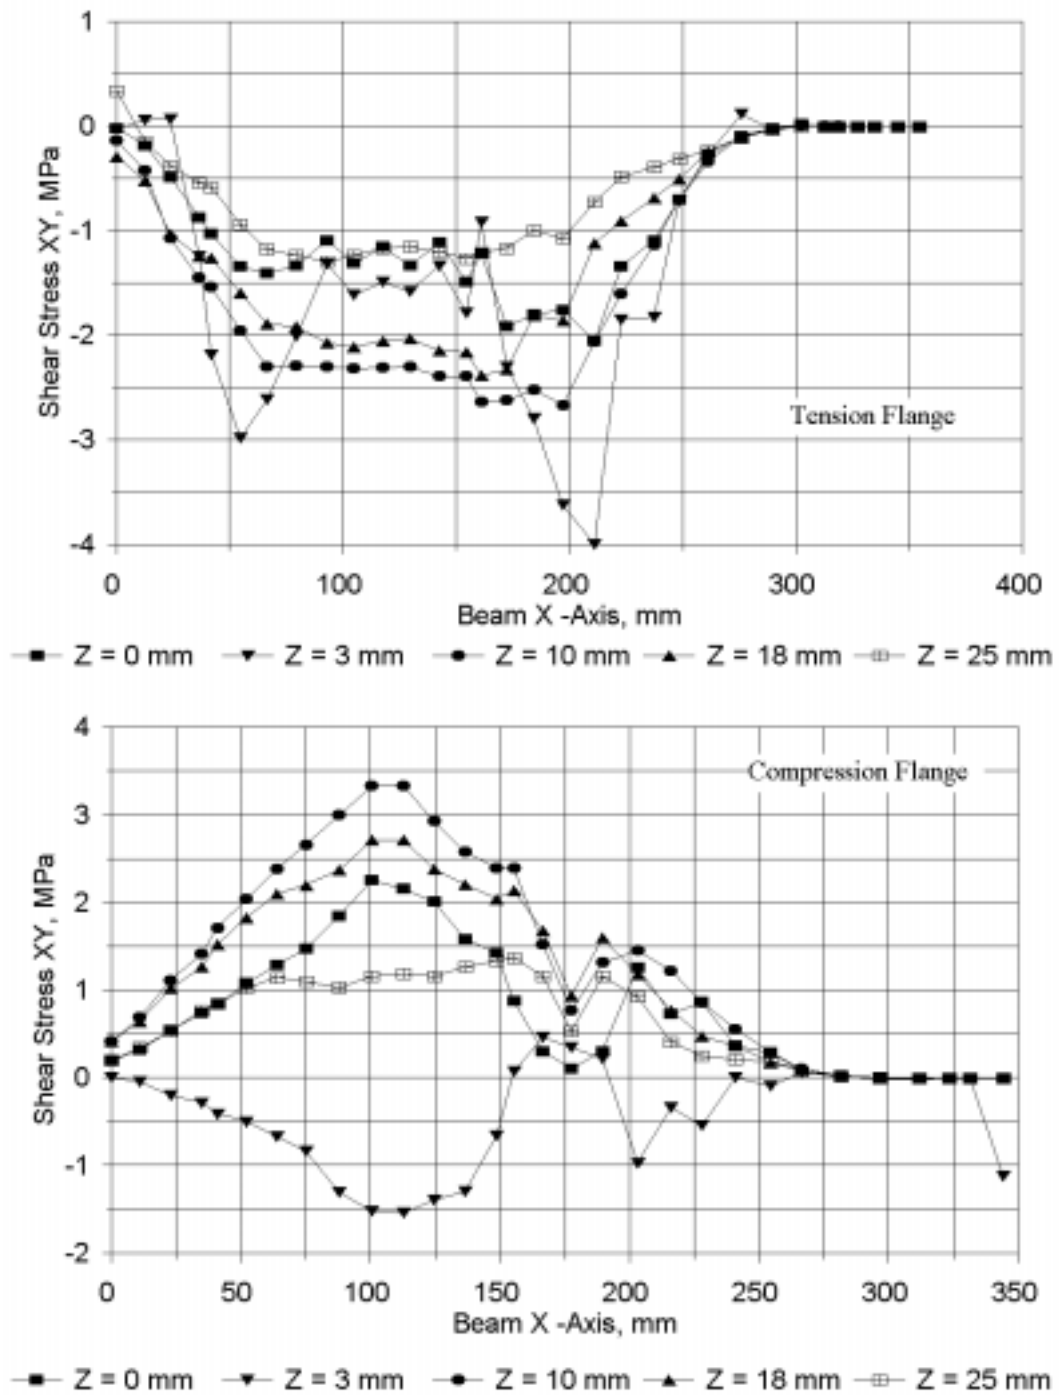 1
0
-1
-2
-3
-4
Shear Stress XY, MPa
Tension Flange
0 100 200 300 400
Beam X -Axis, mm
Z = 0 mm Z = 3 mm Z = 10 mm Z = 18 mm Z = 25 mm
4
3
2
1
0
-1
-2
Shear Stress XY, MPa
Compression Flange
0 50 100 150 200 250 300 350
Beam X -Axis, mm
Z = 0 mm Z = 3 mm Z = 10 mm Z = 18 mm Z = 25 mm